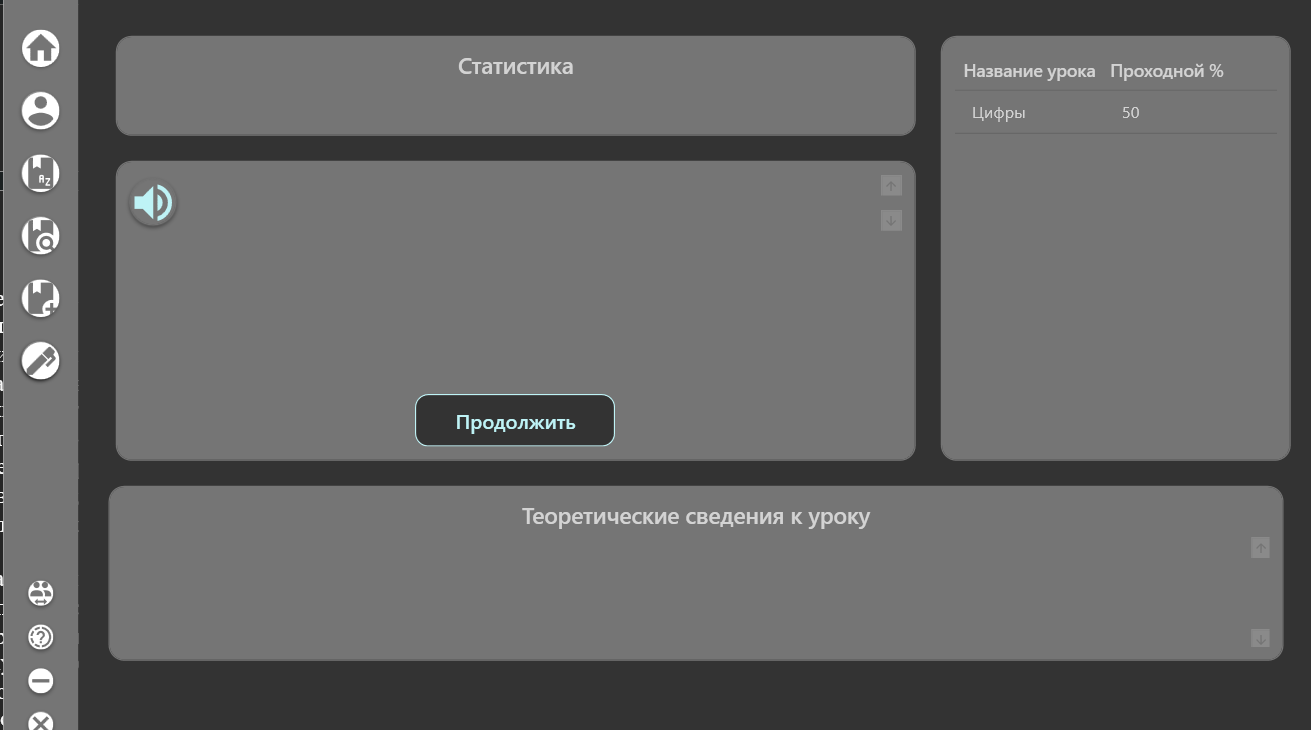 Статистика
Название урока Проходной %
Цифры 50
Продолжить
Теоретические сведения к уроку